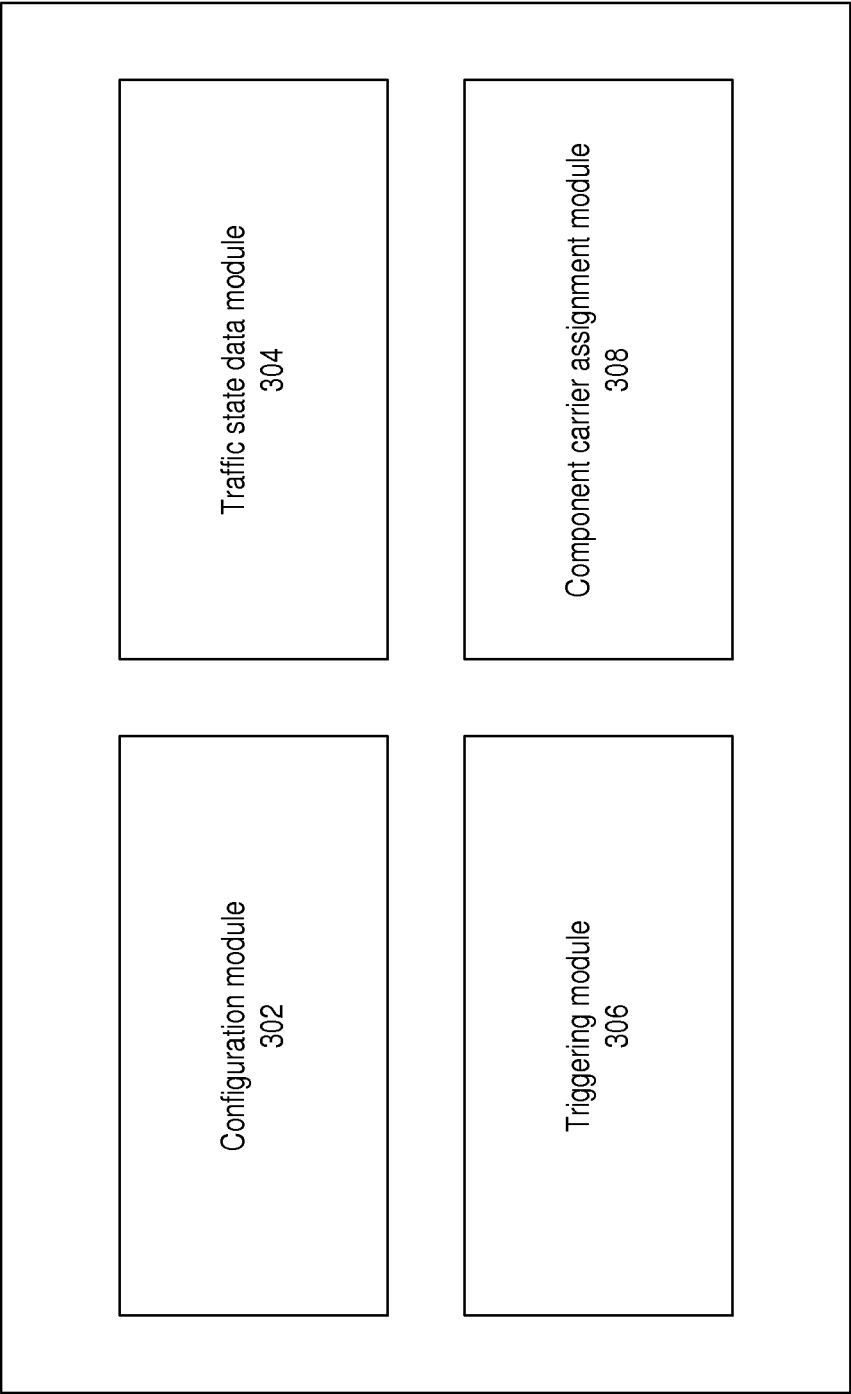 Configuration module
302
Traffic state data module
304
Triggering module
306
Component carrier assignment module
308